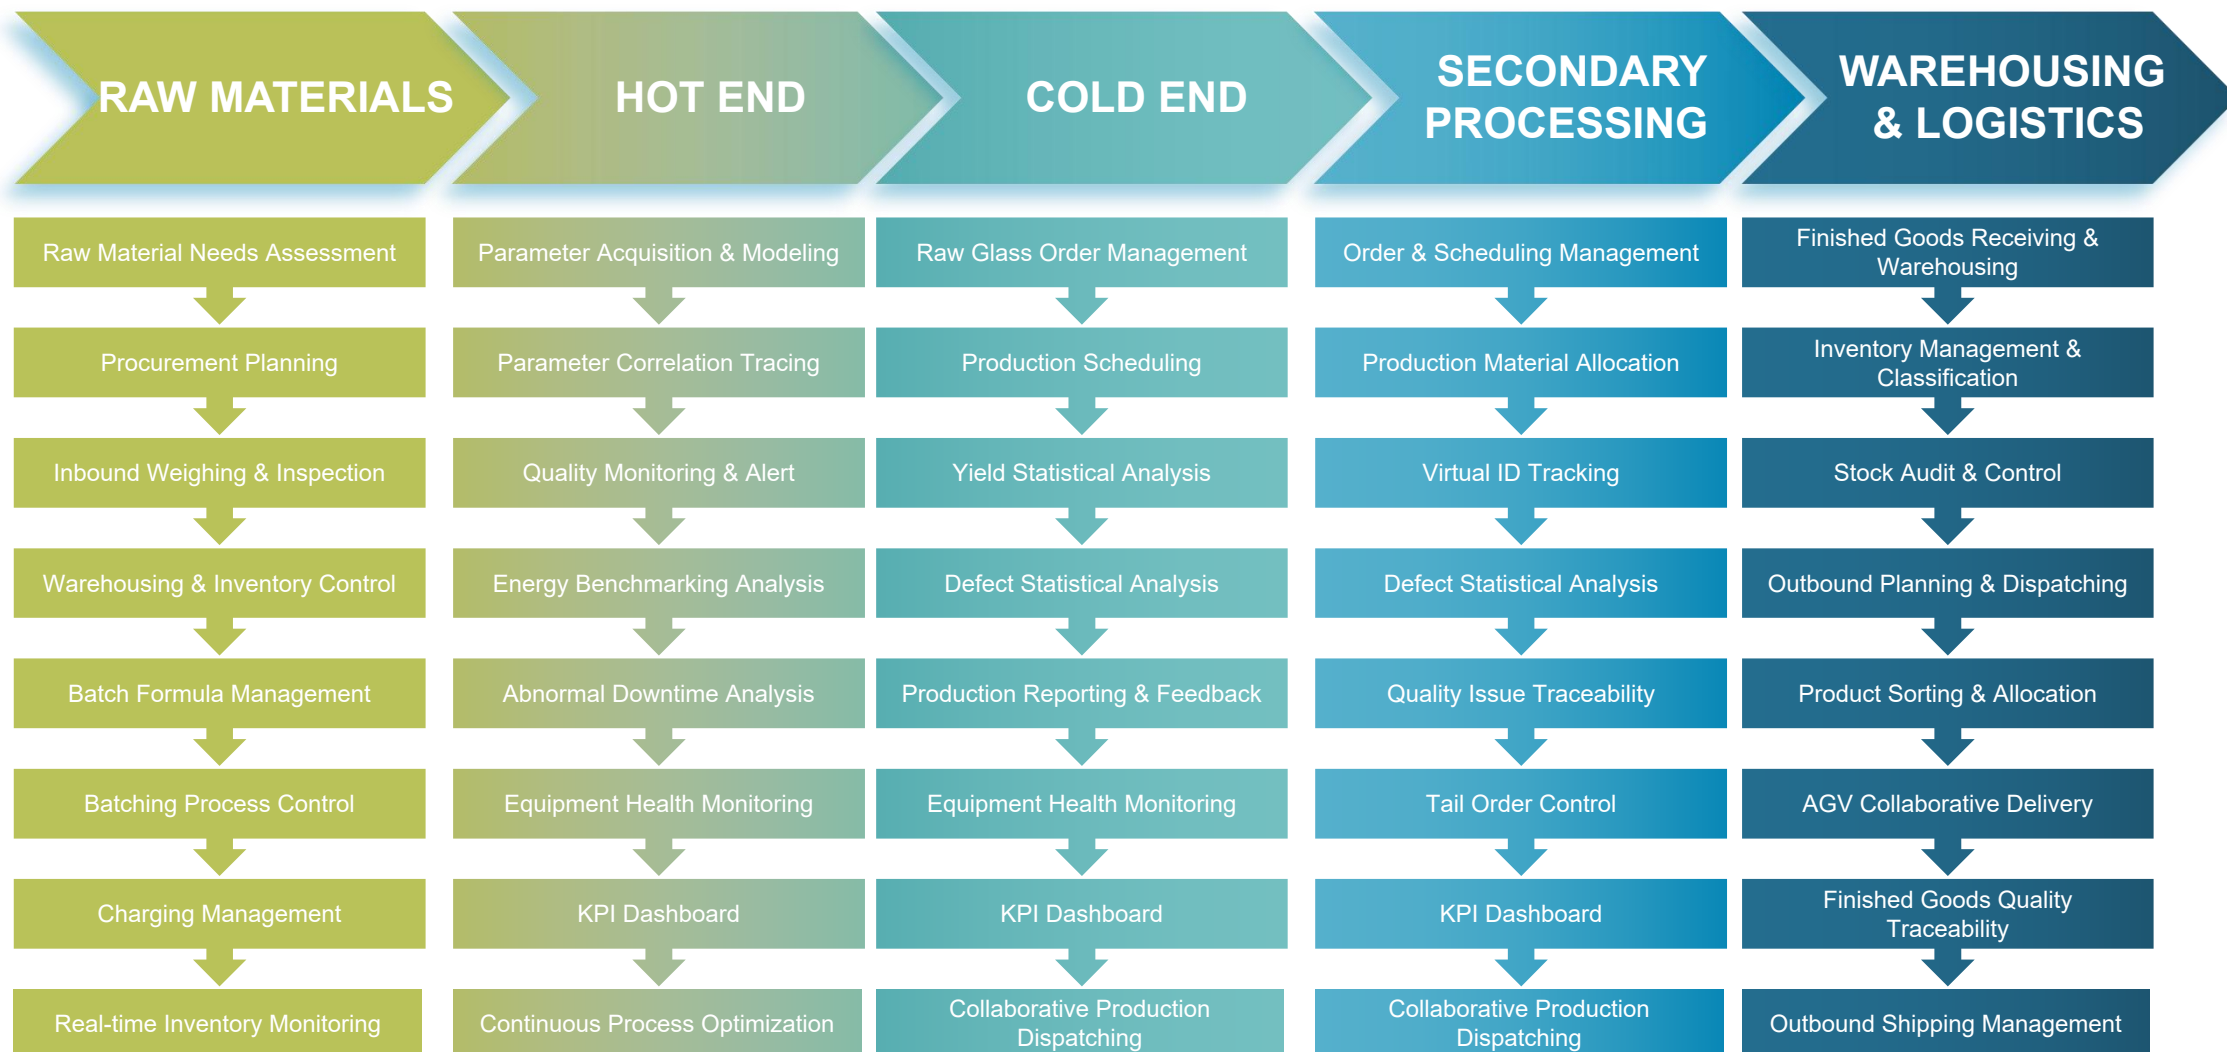 RAW MATERIALS
HOT END
COLD END
SECONDARY
PROCESSING
WAREHOUSING
& LOGISTICS
Raw Material Needs Assessment
Procurement Planning
Inbound Weighing & Inspection
Warehousing & Inventory Control
Batch Formula Management
Batching Process Control
Charging Management
Real-time Inventory Monitoring
Parameter Acquisition & Modeling
Parameter Correlation Tracing
Quality Monitoring & Alert
Energy Benchmarking Analysis
Abnormal Downtime Analysis
Equipment Health Monitoring
KPI Dashboard
Continuous Process Optimization
Raw Glass Order Management
Production Scheduling
Yield Statistical Analysis
Defect Statistical Analysis
Production Reporting & Feedback
Equipment Health Monitoring
KPI Dashboard
Collaborative Production
Dispatching
Order & Scheduling Management
Production Material Allocation
Virtual ID Tracking
Defect Statistical Analysis
Quality Issue Traceability
Tail Order Control
KPI Dashboard
Collaborative Production
Dispatching
Finished Goods Receiving &
Warehousing
Inventory Management &
Classification
Stock Audit & Control
Outbound Planning & Dispatching
Product Sorting & Allocation
AGV Collaborative Delivery
Finished Goods Quality
Traceability
Outbound Shipping Management